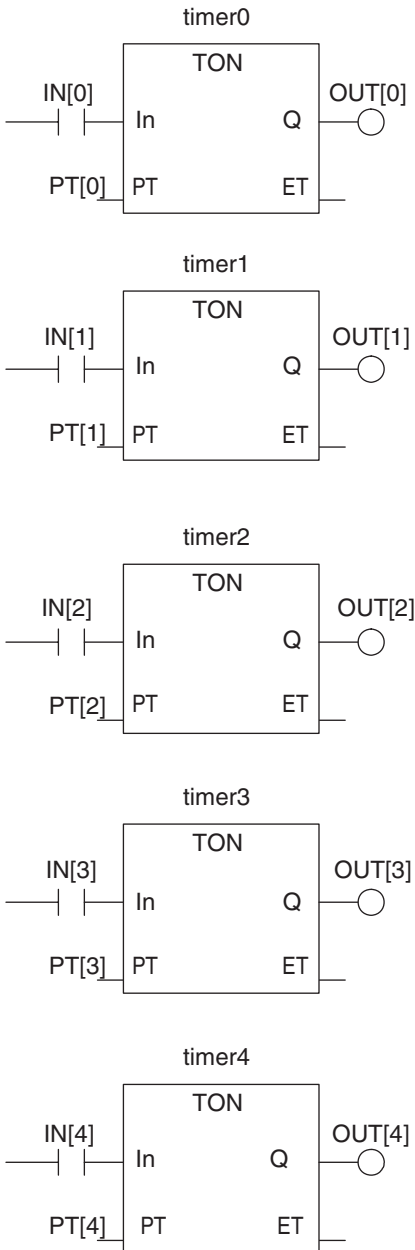 timer0
TON
IN[0] OUT[0]
In Q
PT[0] PT ET
timer1
TON
IN[1] OUT[1]
In Q
PT[1] PT ET
timer2
TON
IN[2] OUT[2]
In Q
PT[2] PT ET
timer3
TON
IN[3] OUT[3]
In Q
PT[3] PT ET
timer4
TON
IN[4] OUT[4]
In Q
PT[4] PT ET